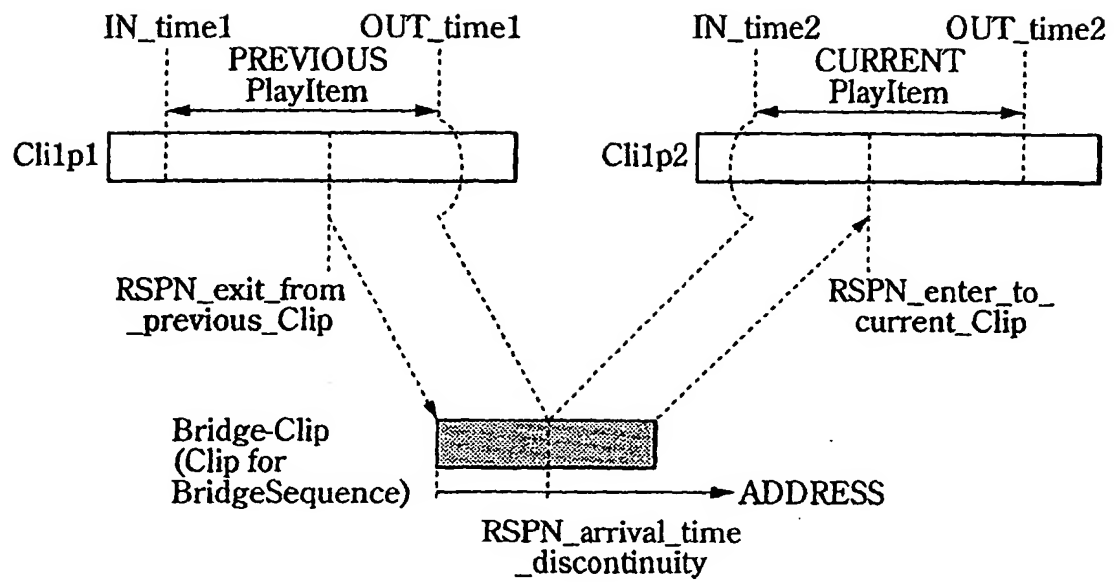 IN_time1
OUT_time1
IN_time2
OUT_time2
PREVIOUS
PlayItem
CURRENT
PlayItem
Cli1p1
Cli1p2
RSPN_exit_from
_previous_Clip
RSPN_enter_to_
current_Clip
Bridge-Clip
(Clip for
BridgeSequence)
ADDRESS
RSPN_arrival_time
_discontinuity